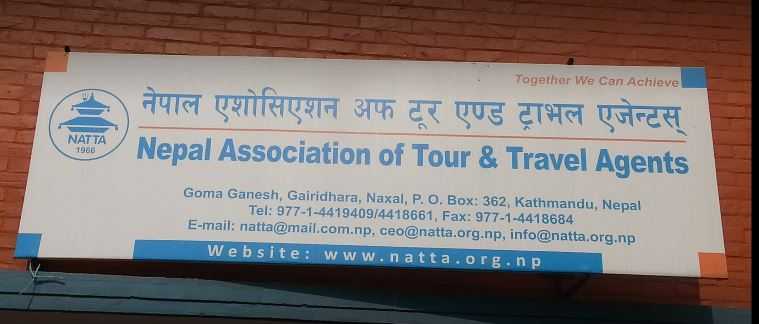 Together We Can Achieve
नेपाल एशोसिएशन अफ टूर एण्ड ट्राभल एजेन्टस्
NATTA
1966
Nepal Association of Tour & Travel Agents
Goma Ganesh, Gairidhara, Naxal, P. O. Box: 362, Kathmandu, Nepal
Tel: 977-1-4419409/4418661, Fax: 977-1-4418684
E-mail: natta@mail.com.np, ceo@natta.org.np, info@natta.org.np
Website: www.natta.org.np